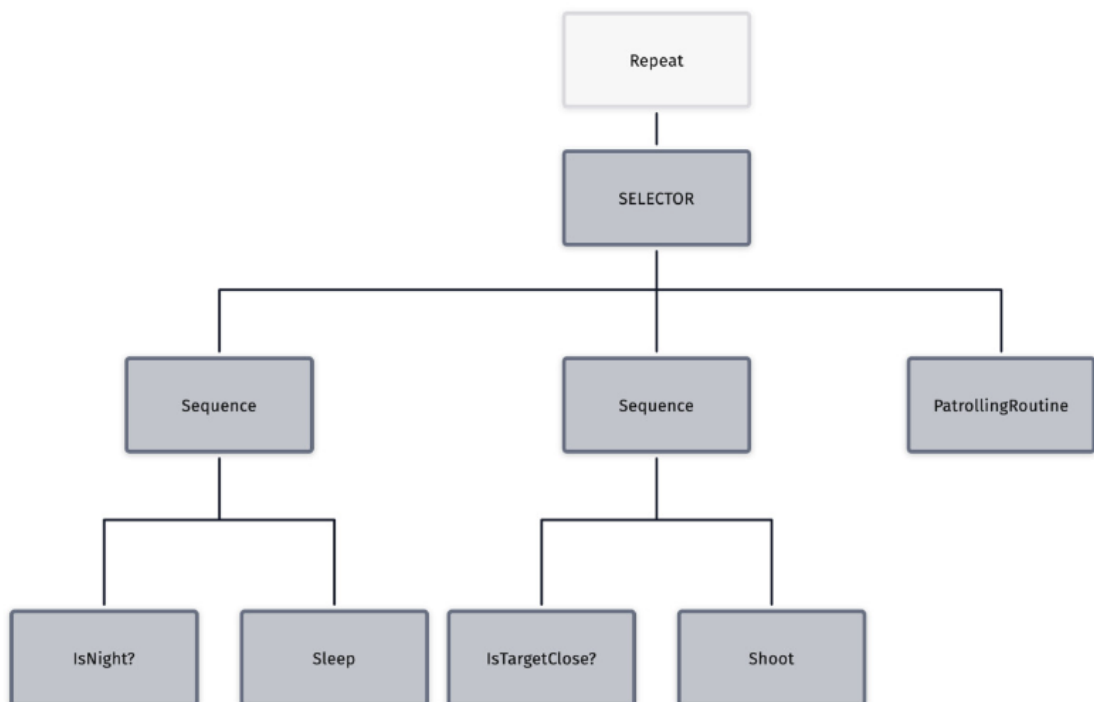 Repeat
SELECTOR
Sequence
Sequence
PatrollingRoutine
IsNight?
Sleep
IsTargetClose?
Shoot